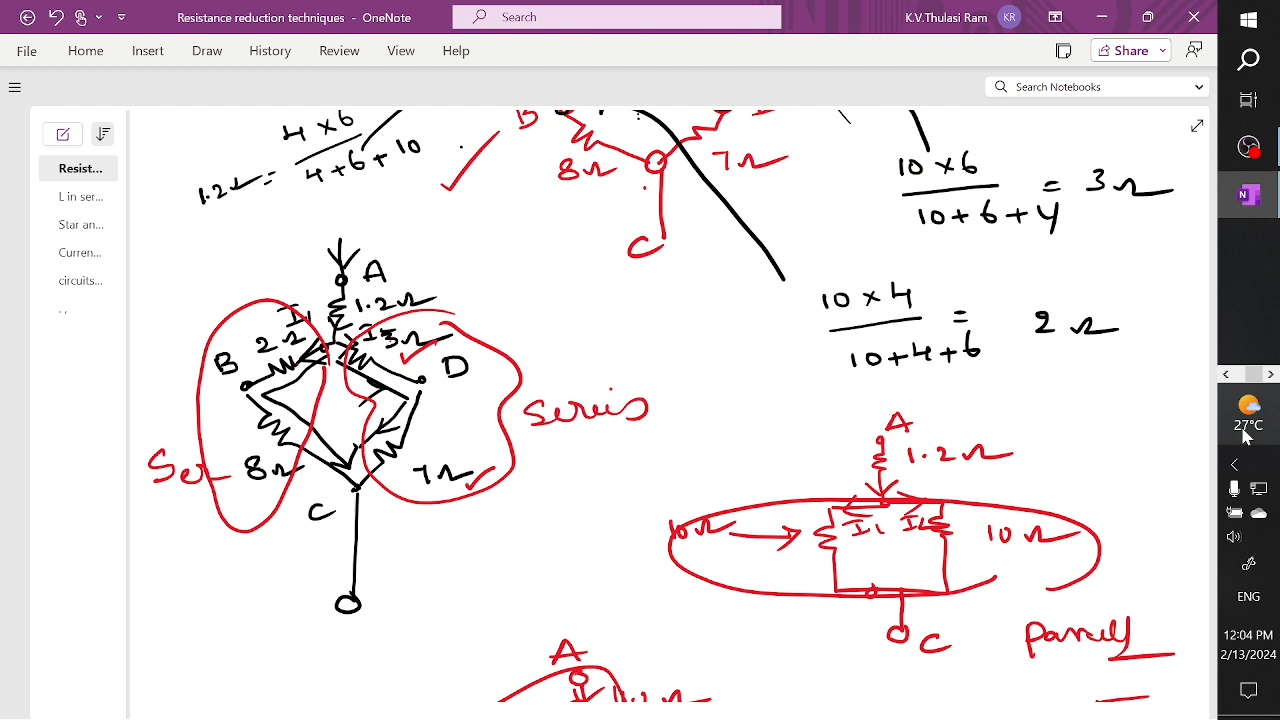 Resistance reduction techniques - OneNote
Search
K.V.Thulasi Ram
KR
File
Home
Insert
Draw
History
Review
View
Help
Share
Search Notebooks
Resist...
L in ser...
Star an...
Curren...
circuits...
1.2Ω = 4 × 6
4 + 6 + 10
B
8Ω
7Ω
C
10 × 6
10 + 6 + 4
= 3Ω
10 × 4
10 + 4 + 6
= 2Ω
A
1.2Ω
I1
2Ω
3Ω
B
D
8Ω
7Ω
C
Ser
Series
A
1.2Ω
10Ω
I1
I2
10Ω
C
A
27°C
ENG
12:04 PM
2/13/2024